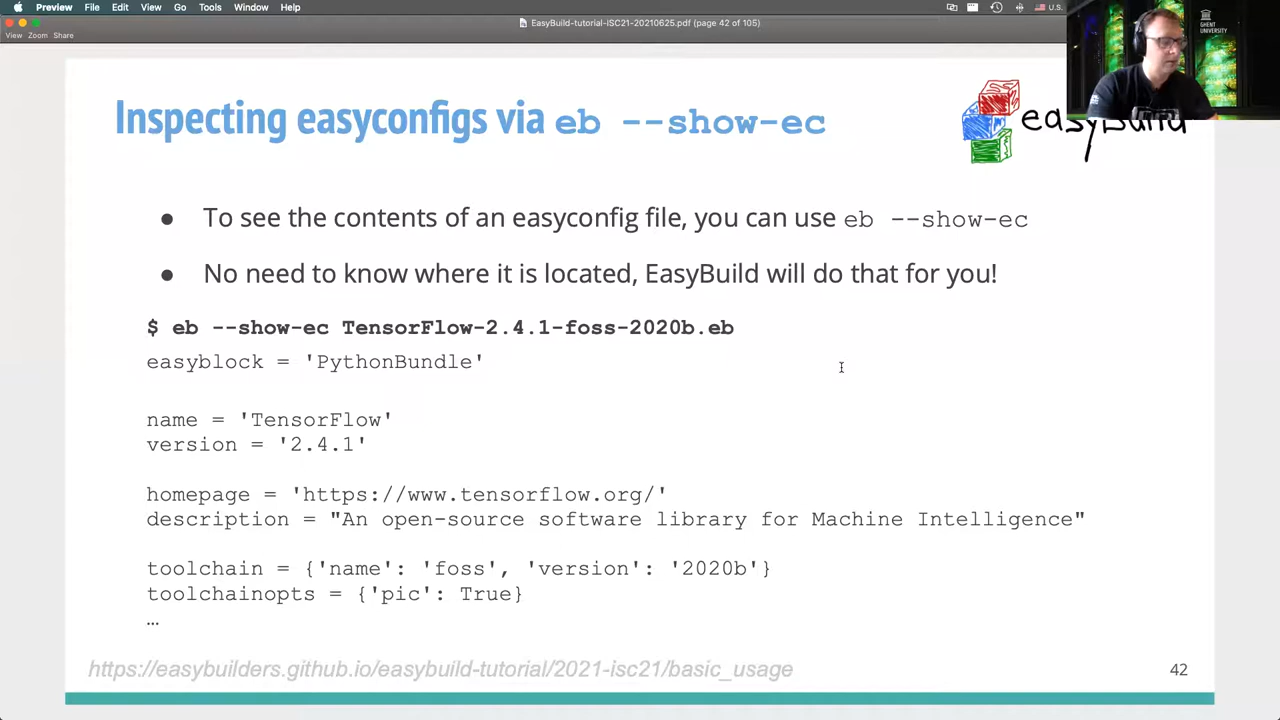 Preview File Edit View Go Tools Window Help
U.S.
EasyBuild-tutorial-ISC21-20210625.pdf (page 42 of 105)
View Zoom Share
GHENT
UNIVERSITY
Inspecting easyconfigs via eb --show-ec
easyBuild
● To see the contents of an easyconfig file, you can use eb --show-ec
● No need to know where it is located, EasyBuild will do that for you!
$ eb --show-ec TensorFlow-2.4.1-foss-2020b.eb
easyblock = 'PythonBundle'
name = 'TensorFlow'
version = '2.4.1'
homepage = 'https://www.tensorflow.org/'
description = "An open-source software library for Machine Intelligence"
toolchain = {'name': 'foss', 'version': '2020b'}
toolchainopts = {'pic': True}
…
https://easybuilders.github.io/easybuild-tutorial/2021-isc21/basic_usage
42